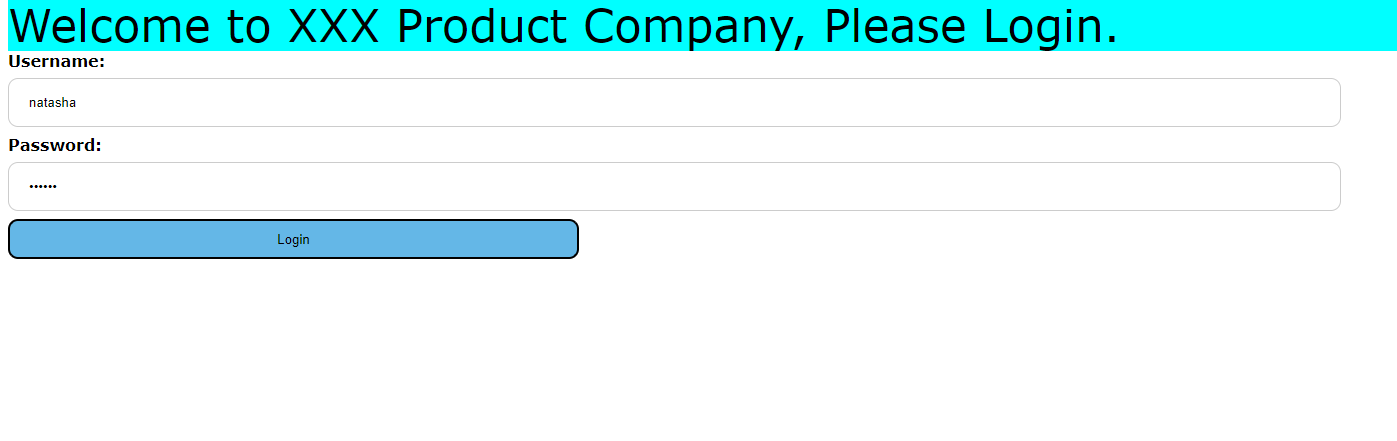 Welcome to XXX Product Company, Please Login.
Username:
natasha
Password:
••••••
Login